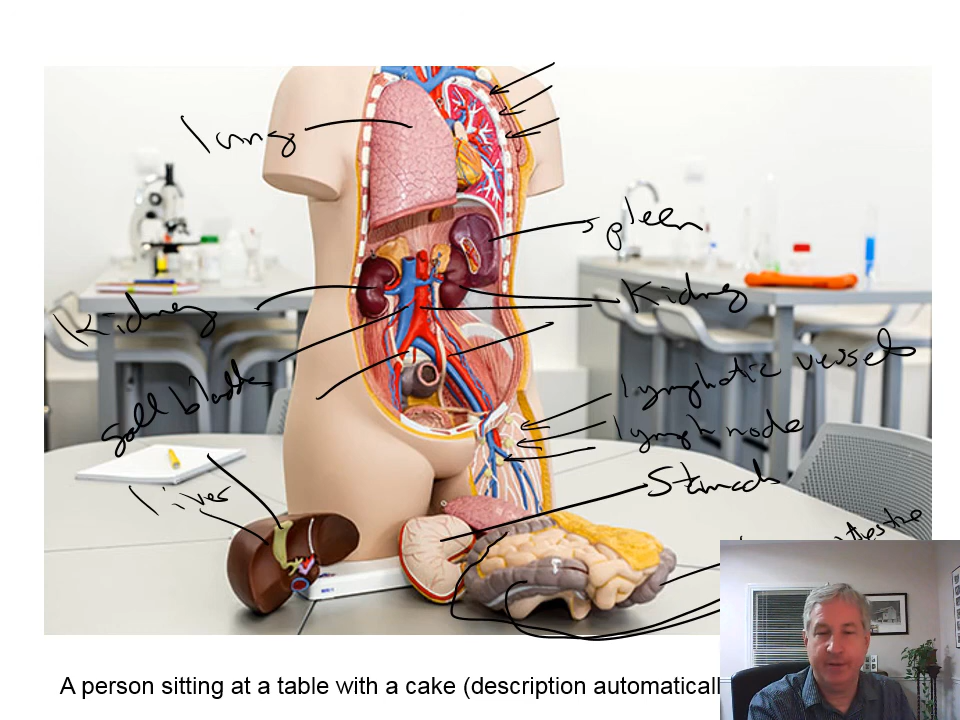 lung
spleen
Kidney
Kidney
lymphatic vessels
gall bladder
lymph node
Stomach
liver
A person sitting at a table with a cake (description automaticall